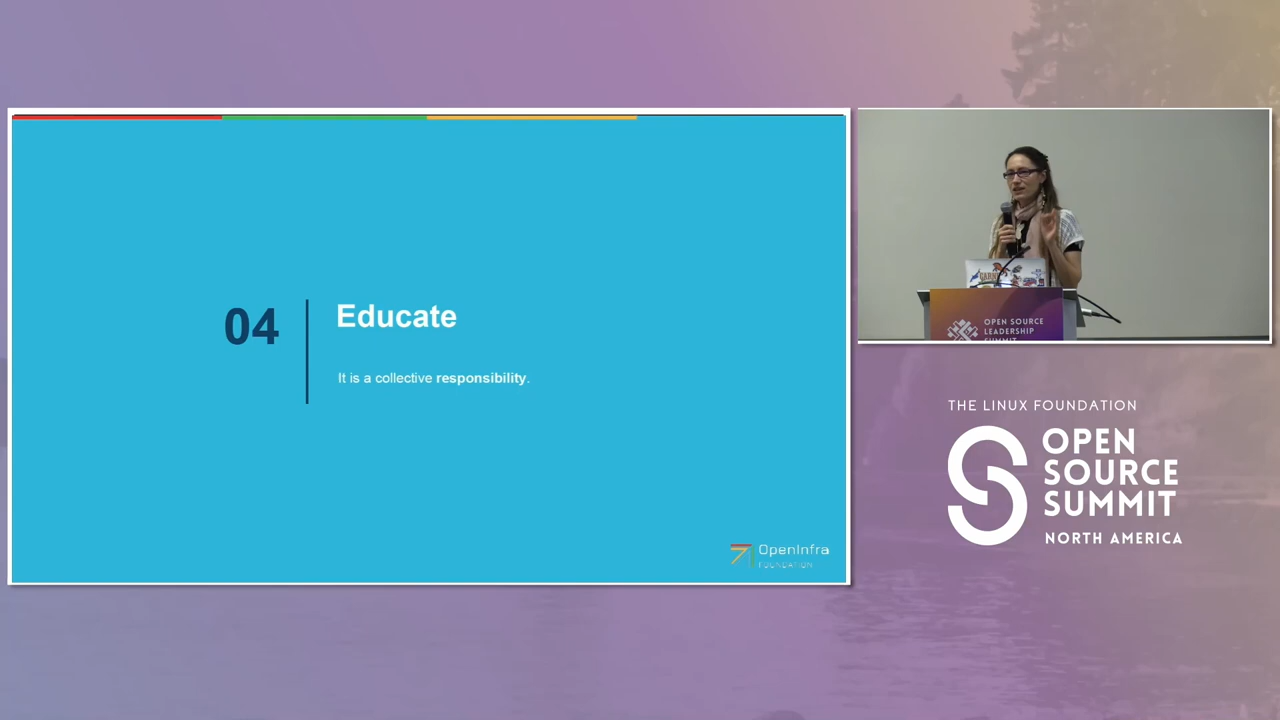 04
Educate
It is a collective responsibility.
OpenInfra
FOUNDATION
OPEN SOURCE
LEADERSHIP
SUMMIT
THE LINUX FOUNDATION
OPEN
SOURCE
SUMMIT
NORTH AMERICA